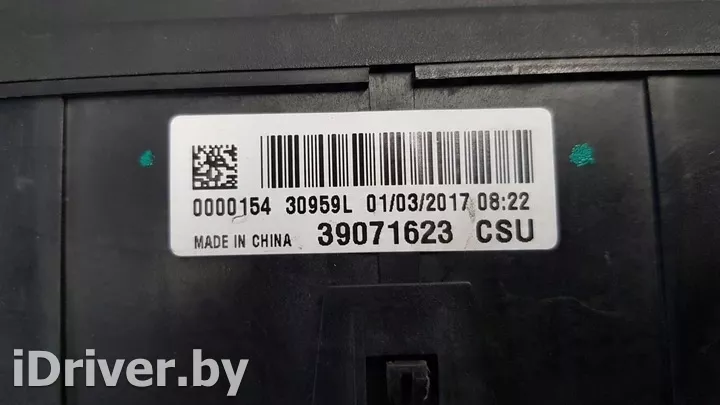 0000154 30959L 01/03/2017 08:22
MADE IN CHINA 39071623 CSU
iDriver.by